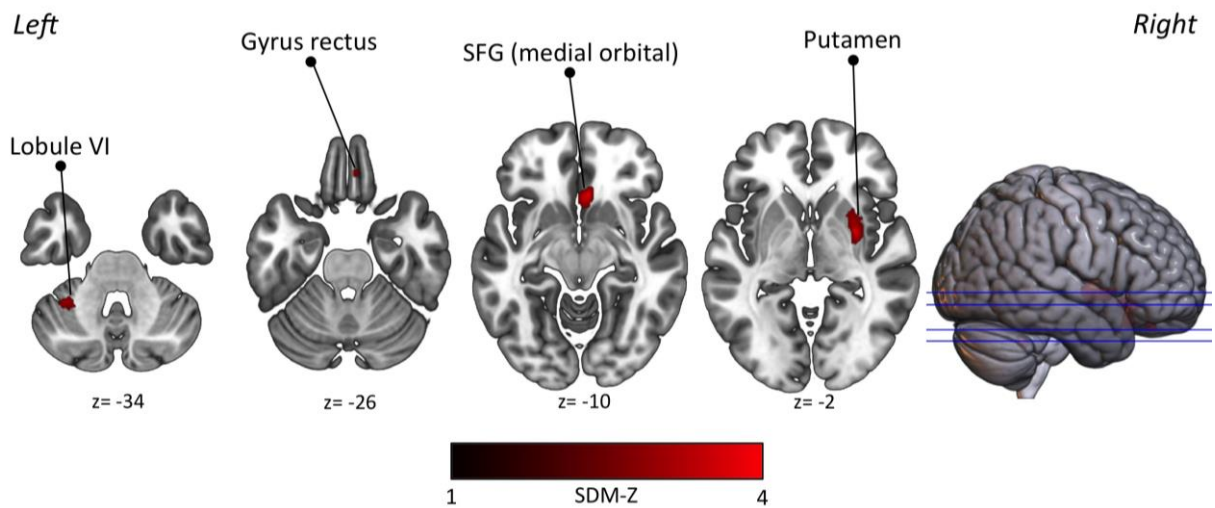 Left
Right
Gyrus rectus
SFG (medial orbital)
Putamen
Lobule VI
z= -34
z= -26
z= -10
z= -2
1
SDM-Z
4